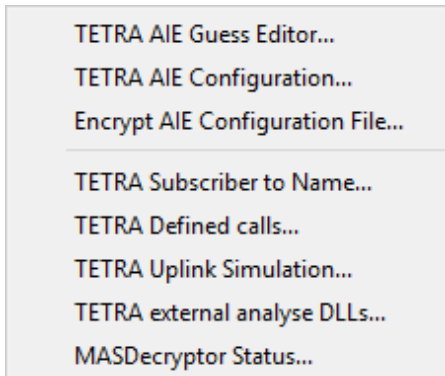 TETRA AIE Guess Editor...
TETRA AIE Configuration...
Encrypt AIE Configuration File...
TETRA Subscriber to Name...
TETRA Defined calls...
TETRA Uplink Simulation...
TETRA external analyse DLLs...
MASDecryptor Status...